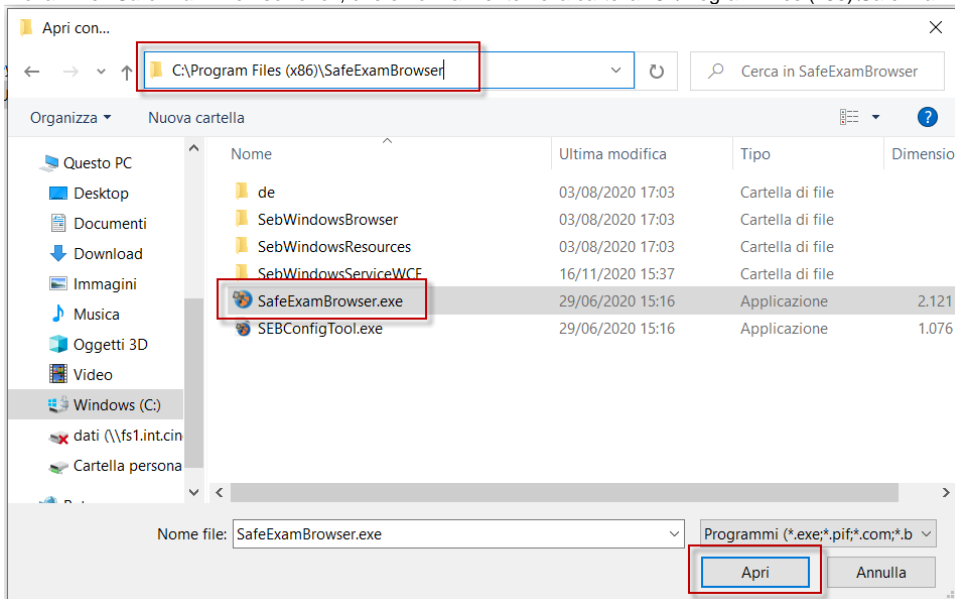 Apri con...
C:\Program Files (x86)\SafeExamBrowser
Cerca in SafeExamBrowser
Organizza
Nuova cartella
Nome Ultima modifica Tipo Dimensio
Questo PC
Desktop
Documenti
Download
Immagini
Musica
Oggetti 3D
Video
Windows (C:)
dati (\\fs1.int.cin
Cartella persona
de 03/08/2020 17:03 Cartella di file
SebWindowsBrowser 03/08/2020 17:03 Cartella di file
SebWindowsResources 03/08/2020 17:03 Cartella di file
SebWindowsServiceWCF 16/11/2020 15:37 Cartella di file
SafeExamBrowser.exe 29/06/2020 15:16 Applicazione 2.121
SEBConfigTool.exe 29/06/2020 15:16 Applicazione 1.076
Nome file: SafeExamBrowser.exe
Programmi (*.exe;*.pif;*.com;*.b
Apri Annulla